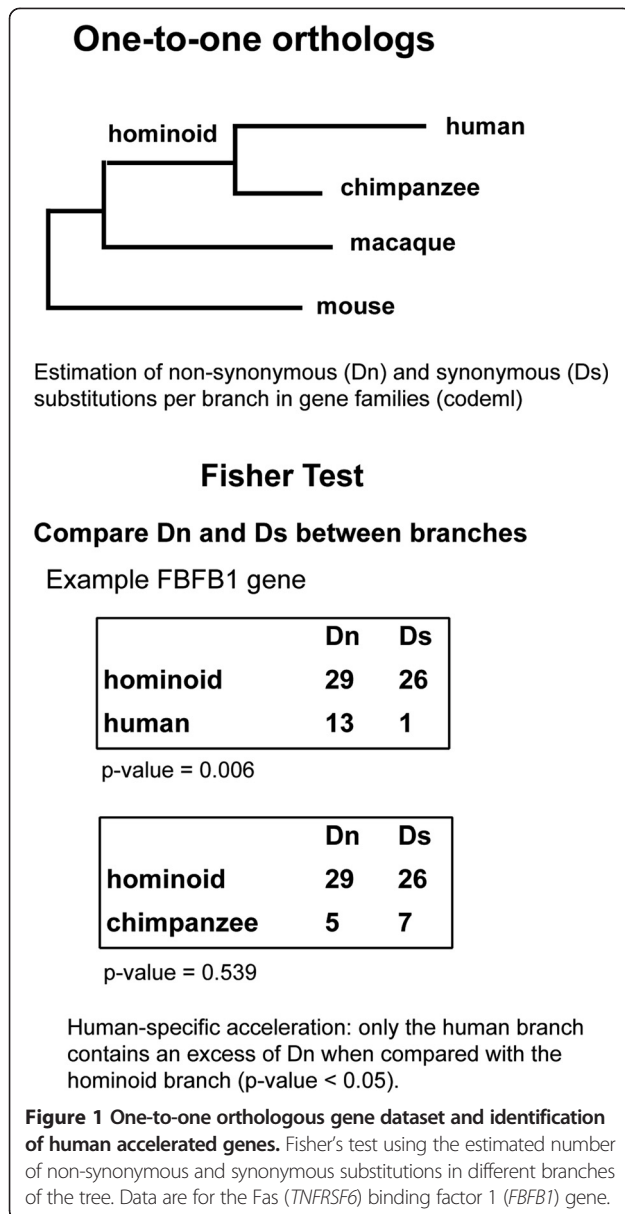 One-to-one orthologs
hominoid
human
chimpanzee
macaque
mouse
Estimation of non-synonymous (Dn) and synonymous (Ds)
substitutions per branch in gene families (codeml)
Fisher Test
Compare Dn and Ds between branches
Example FBFB1 gene
Dn Ds
hominoid 29 26
human 13 1
p-value = 0.006
Dn Ds
hominoid 29 26
chimpanzee 5 7
p-value = 0.539
Human-specific acceleration: only the human branch
contains an excess of Dn when compared with the
hominoid branch (p-value < 0.05).
Figure 1 One-to-one orthologous gene dataset and identification
of human accelerated genes. Fisher's test using the estimated number
of non-synonymous and synonymous substitutions in different branches
of the tree. Data are for the Fas (TNFRSF6) binding factor 1 (FBFB1) gene.